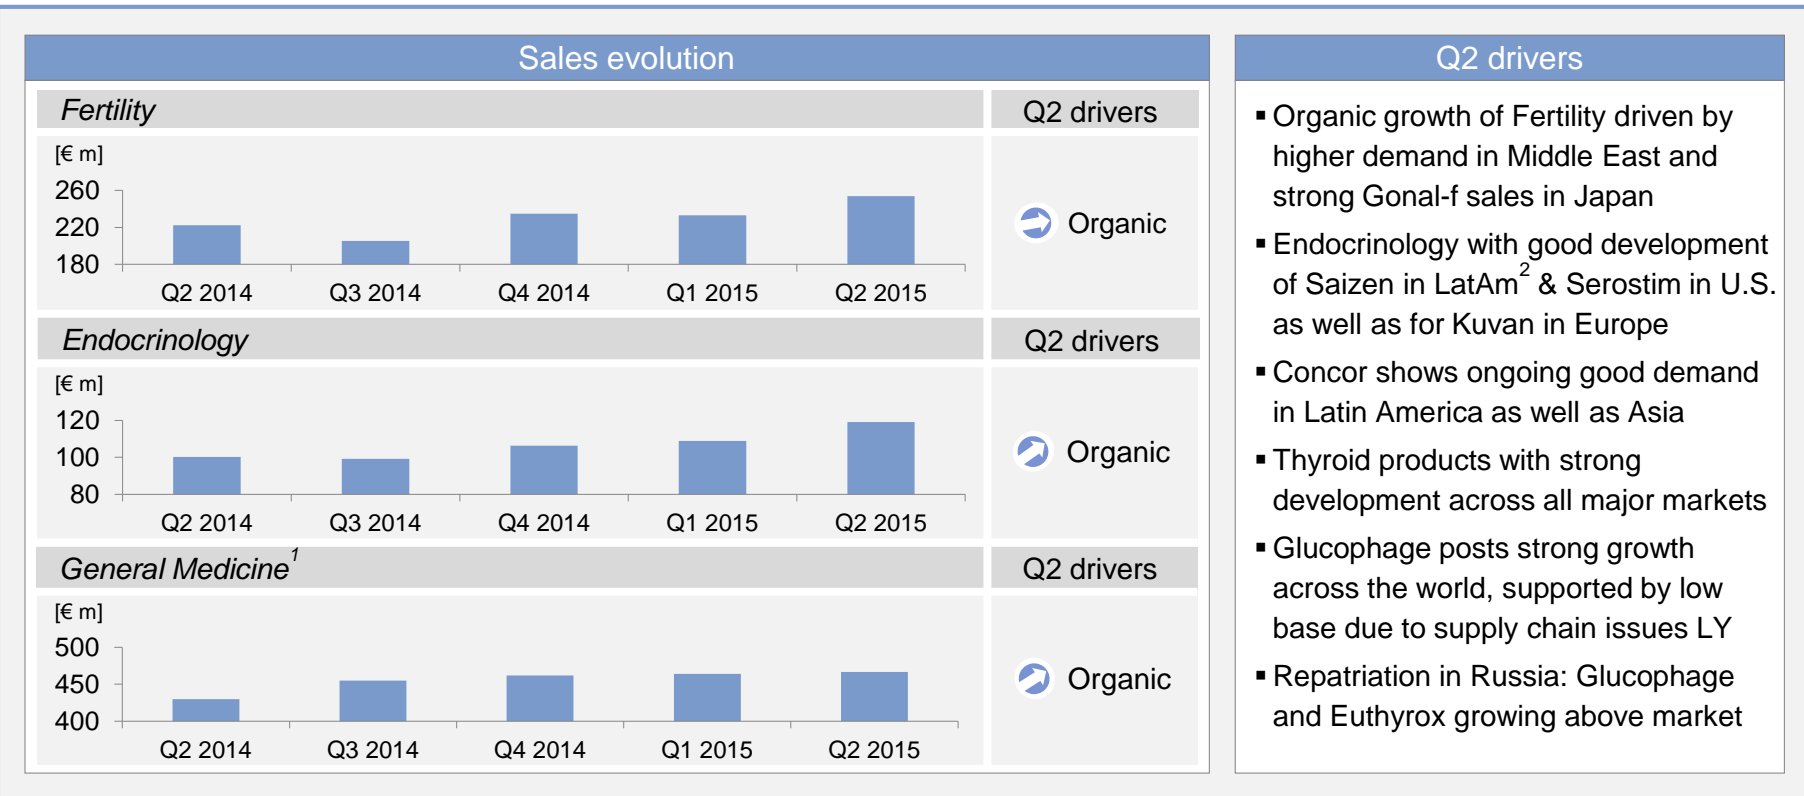 Sales evolution
Fertility
Q2 drivers
[€ m]
260
220
180
Q2 2014 Q3 2014 Q4 2014 Q1 2015 Q2 2015
Organic
Endocrinology
Q2 drivers
[€ m]
120
100
80
Q2 2014 Q3 2014 Q4 2014 Q1 2015 Q2 2015
Organic
General Medicine¹
Q2 drivers
[€ m]
500
450
400
Q2 2014 Q3 2014 Q4 2014 Q1 2015 Q2 2015
Organic
Q2 drivers
▪ Organic growth of Fertility driven by
higher demand in Middle East and
strong Gonal-f sales in Japan
▪ Endocrinology with good development
of Saizen in LatAm² & Serostim in U.S.
as well as for Kuvan in Europe
▪ Concor shows ongoing good demand
in Latin America as well as Asia
▪ Thyroid products with strong
development across all major markets
▪ Glucophage posts strong growth
across the world, supported by low
base due to supply chain issues LY
▪ Repatriation in Russia: Glucophage
and Euthyrox growing above market